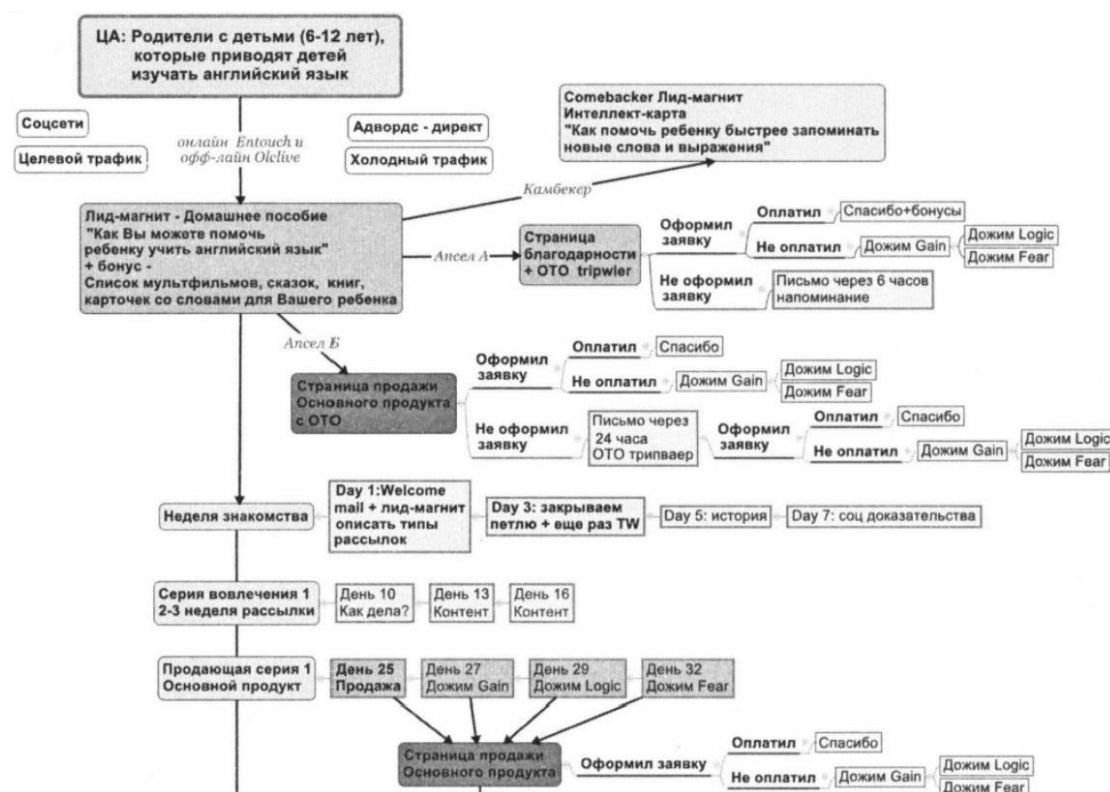 ЦА: Родители с детьми (6-12 лет),
которые приводят детей
изучать английский язык
Соцсети
Целевой трафик
онлайн Entouch и
офф-лайн Olclive
Адвордс - директ
Холодный трафик
Comebacker Лид-магнит
Интеллект-карта
"Как помочь ребенку быстрее запоминать
новые слова и выражения"
Камбекер
Лид-магнит - Домашнее пособие
"Как Вы можете помочь
ребенку учить английский язык"
+ бонус -
Список мультфильмов, сказок, книг,
карточек со словами для Вашего ребенка
Апсел А
Страница
благодарности
+ ОТО tripwier
Оформил
заявку
Оплатил
Спасибо+бонусы
Не оплатил
Дожим Gain
Дожим Logic
Дожим Fear
Не оформил
заявку
Письмо через 6 часов
напоминание
Апсел Б
Страница продажи
Основного продукта
с ОТО
Оформил
заявку
Оплатил
Спасибо
Не оплатил
Дожим Gain
Дожим Logic
Дожим Fear
Не оформил
заявку
Письмо через
24 часа
ОТО трипваер
Оформил
заявку
Оплатил
Спасибо
Не оплатил
Дожим Gain
Дожим Logic
Дожим Fear
Неделя знакомства
Day 1:Welcome
mail + лид-магнит
описать типы
рассылок
Day 3: закрываем
петлю + еще раз TW
Day 5: история
Day 7: соц доказательства
Серия вовлечения 1
2-3 неделя рассылки
День 10
Как дела?
День 13
Контент
День 16
Контент
Продающая серия 1
Основной продукт
День 25
Продажа
День 27
Дожим Gain
День 29
Дожим Logic
День 32
Дожим Fear
Страница продажи
Основного продукта
Оформил заявку
Оплатил
Спасибо
Не оплатил
Дожим Gain
Дожим Logic
Дожим Fear